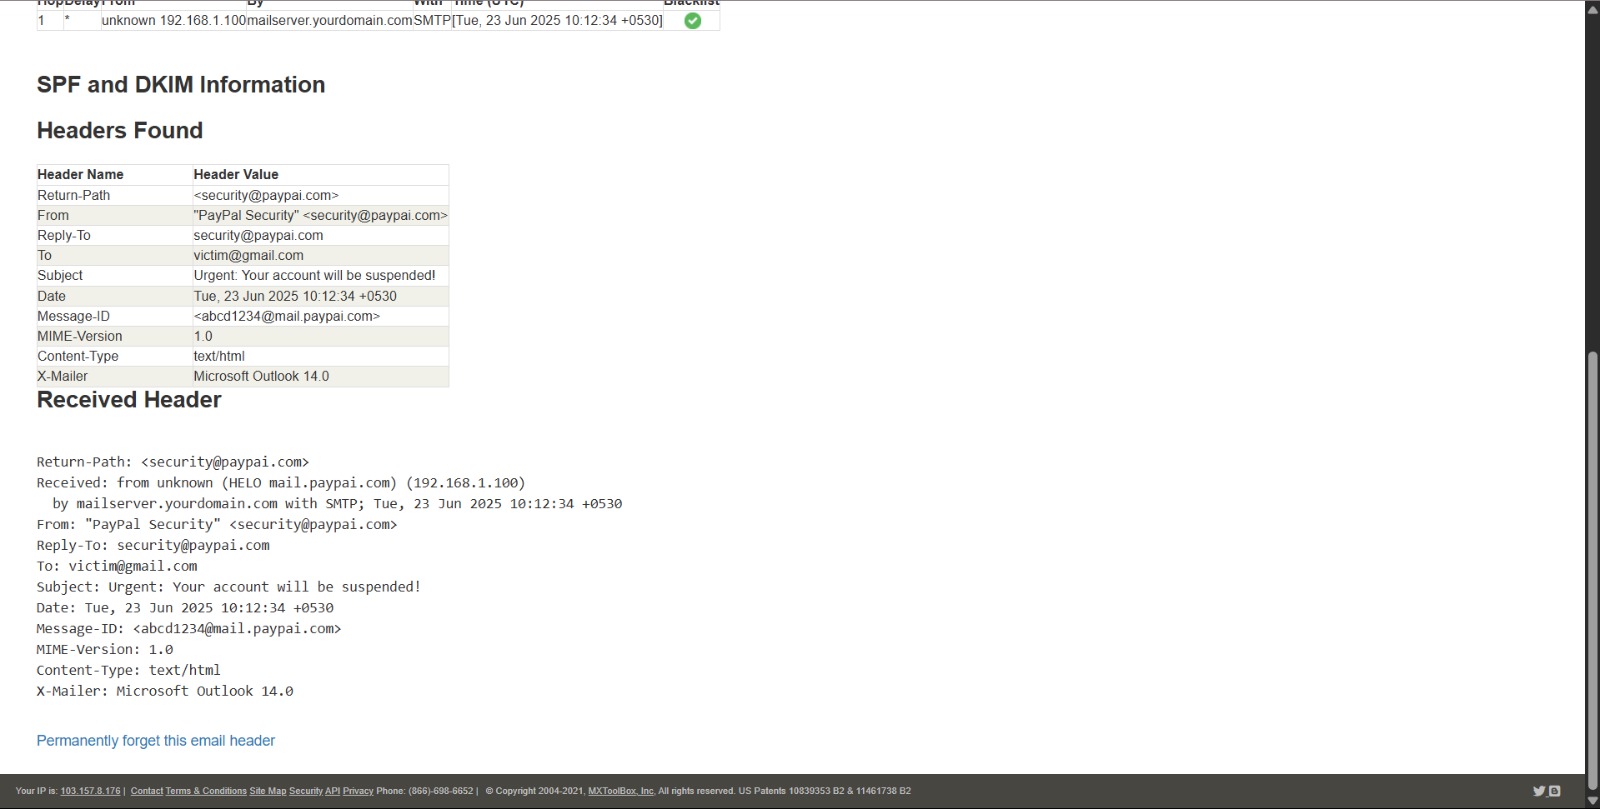 Hop Delay From By With Time (UTC) Blacklist
1 * unknown 192.168.1.100 mailserver.yourdomain.com SMTP [Tue, 23 Jun 2025 10:12:34 +0530]
SPF and DKIM Information
Headers Found
Header Name Header Value
Return-Path <security@paypai.com>
From "PayPal Security" <security@paypai.com>
Reply-To security@paypai.com
To victim@gmail.com
Subject Urgent: Your account will be suspended!
Date Tue, 23 Jun 2025 10:12:34 +0530
Message-ID <abcd1234@mail.paypai.com>
MIME-Version 1.0
Content-Type text/html
X-Mailer Microsoft Outlook 14.0
Received Header
Return-Path: <security@paypai.com>
Received: from unknown (HELO mail.paypai.com) (192.168.1.100)
by mailserver.yourdomain.com with SMTP; Tue, 23 Jun 2025 10:12:34 +0530
From: "PayPal Security" <security@paypai.com>
Reply-To: security@paypai.com
To: victim@gmail.com
Subject: Urgent: Your account will be suspended!
Date: Tue, 23 Jun 2025 10:12:34 +0530
Message-ID: <abcd1234@mail.paypai.com>
MIME-Version: 1.0
Content-Type: text/html
X-Mailer: Microsoft Outlook 14.0
Permanently forget this email header
Your IP is: 103.157.8.176 | Contact Terms & Conditions Site Map Security API Privacy Phone: (866)-698-6652 | © Copyright 2004-2021, MXToolBox, Inc, All rights reserved. US Patents 10839353 B2 & 11461738 B2